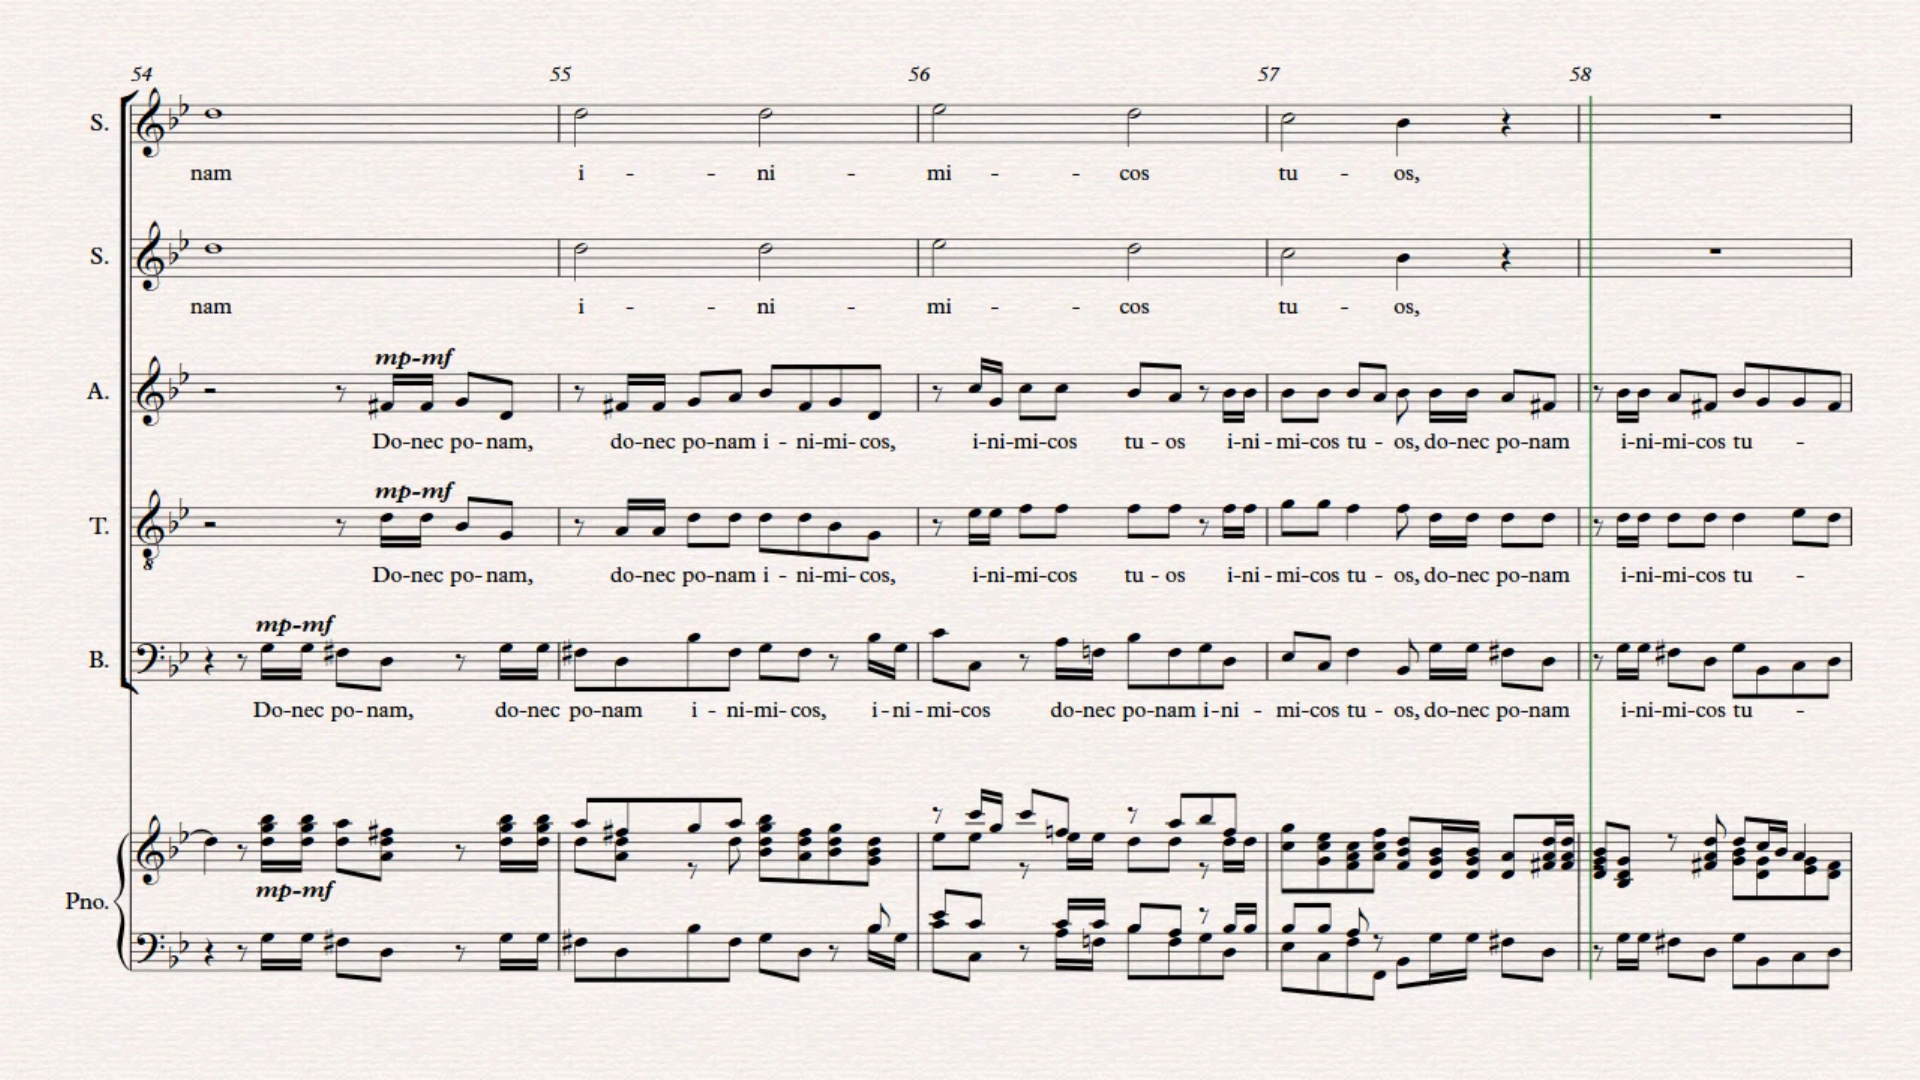 54 55 56 57 58
S.
nam i - - ni - mi - - cos tu - os,
S.
nam i - - ni - mi - - cos tu - os,
mp-mf
A.
Do-nec po-nam, do-nec po-nam i - ni-mi-cos, i-ni-mi-cos tu - os i-ni-mi-cos tu - os, do-nec po-nam i-ni-mi-cos tu -
mp-mf
T.
8
Do-nec po-nam, do-nec po-nam i - ni-mi-cos, i-ni-mi-cos tu - os i-ni-mi-cos tu - os, do-nec po-nam i-ni-mi-cos tu -
mp-mf
B.
Do-nec po-nam, do-nec po-nam i - ni-mi-cos, i-ni-mi-cos do-nec po-nam i-ni - mi-cos tu - os, do-nec po-nam i-ni-mi-cos tu -
mp-mf
Pno.